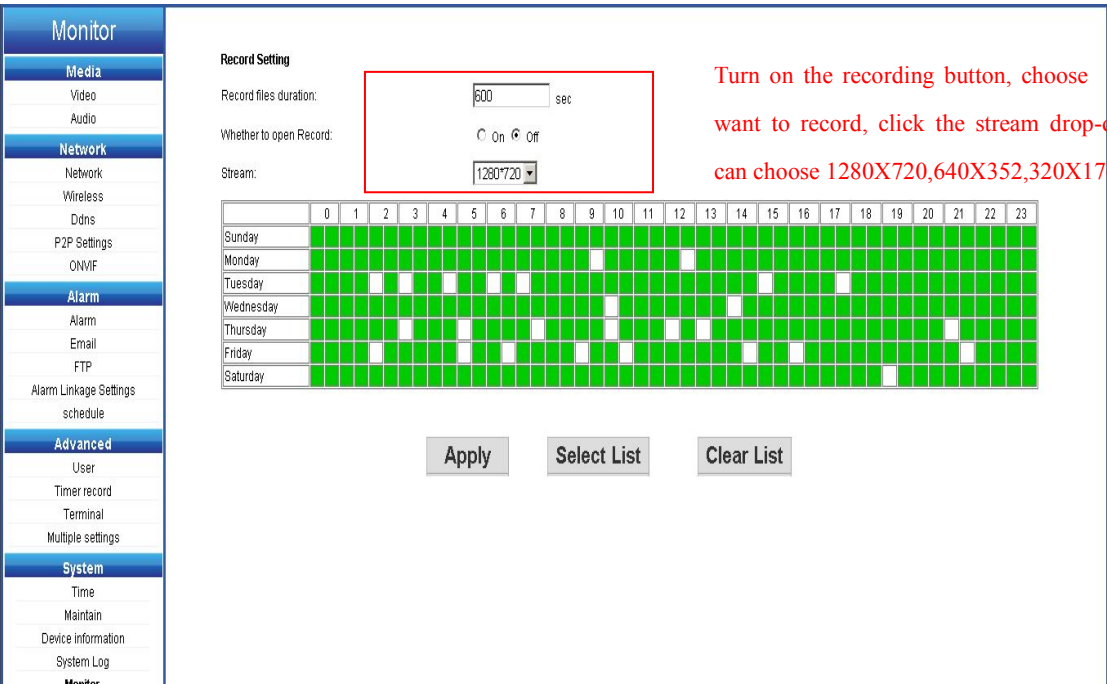 Monitor
Media
Video
Audio
Network
Network
Wireless
Ddns
P2P Settings
ONVIF
Alarm
Alarm
Email
FTP
Alarm Linkage Settings
schedule
Advanced
User
Timer record
Terminal
Multiple settings
System
Time
Maintain
Device information
System Log
Monitor
Record Setting
Record files duration: 600 sec
Whether to open Record: On Off
Stream: 1280*720
Turn on the recording button, choose
want to record, click the stream drop-
can choose 1280X720,640X352,320X17
0 1 2 3 4 5 6 7 8 9 10 11 12 13 14 15 16 17 18 19 20 21 22 23
Sunday
Monday
Tuesday
Wednesday
Thursday
Friday
Saturday
Apply Select List Clear List